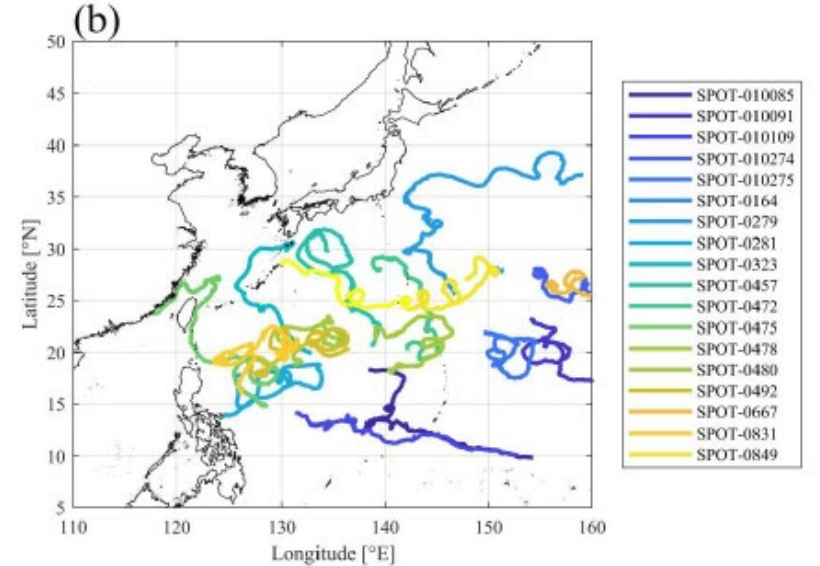 (b)
50
45
40
35
30
25
20
15
10
5
Latitude [°N]
110 120 130 140 150 160
Longitude [°E]
SPOT-010085
SPOT-010091
SPOT-010109
SPOT-010274
SPOT-010275
SPOT-0164
SPOT-0279
SPOT-0281
SPOT-0323
SPOT-0457
SPOT-0472
SPOT-0475
SPOT-0478
SPOT-0480
SPOT-0492
SPOT-0667
SPOT-0831
SPOT-0849